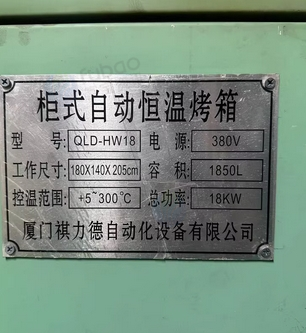 柜式自动恒温烤箱
型 号: QLD-HW18 电 源: 380V
工作尺寸: 180X140X205cm 容 积: 1850L
控温范围: +5~300℃ 总功率: 18KW
厦门祺力德自动化设备有限公司